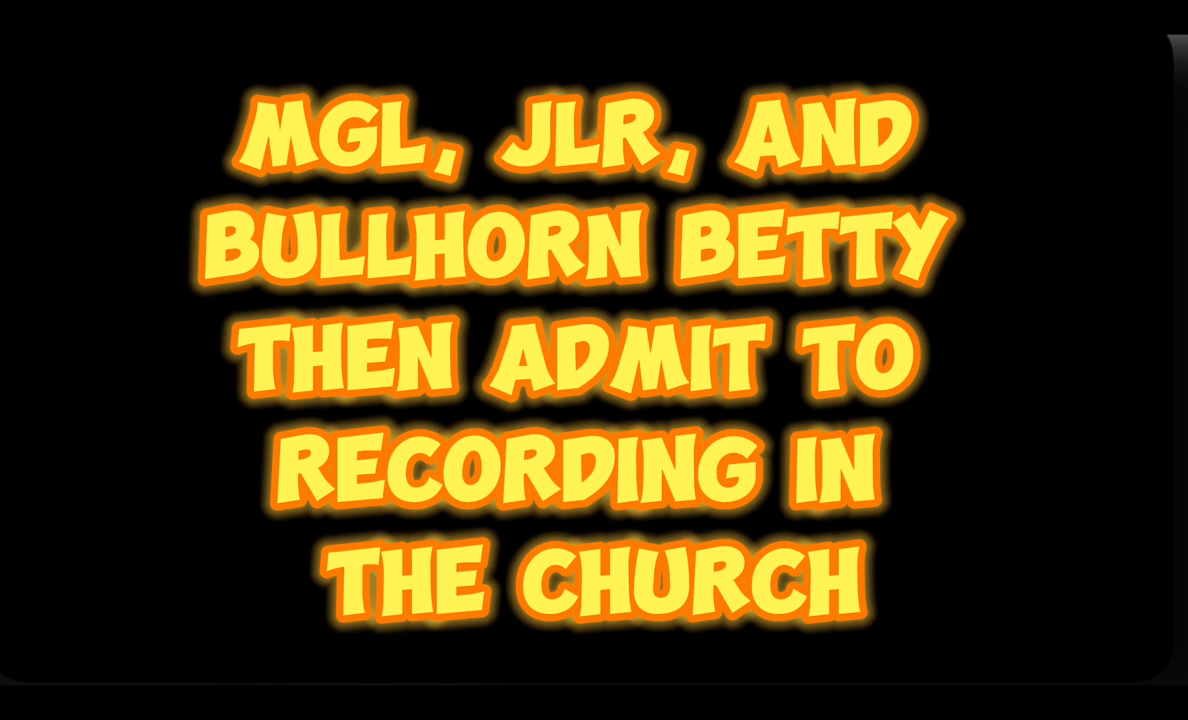 MGL, JLR, AND
BULLHORN BETTY
THEN ADMIT TO
RECORDING IN
THE CHURCH